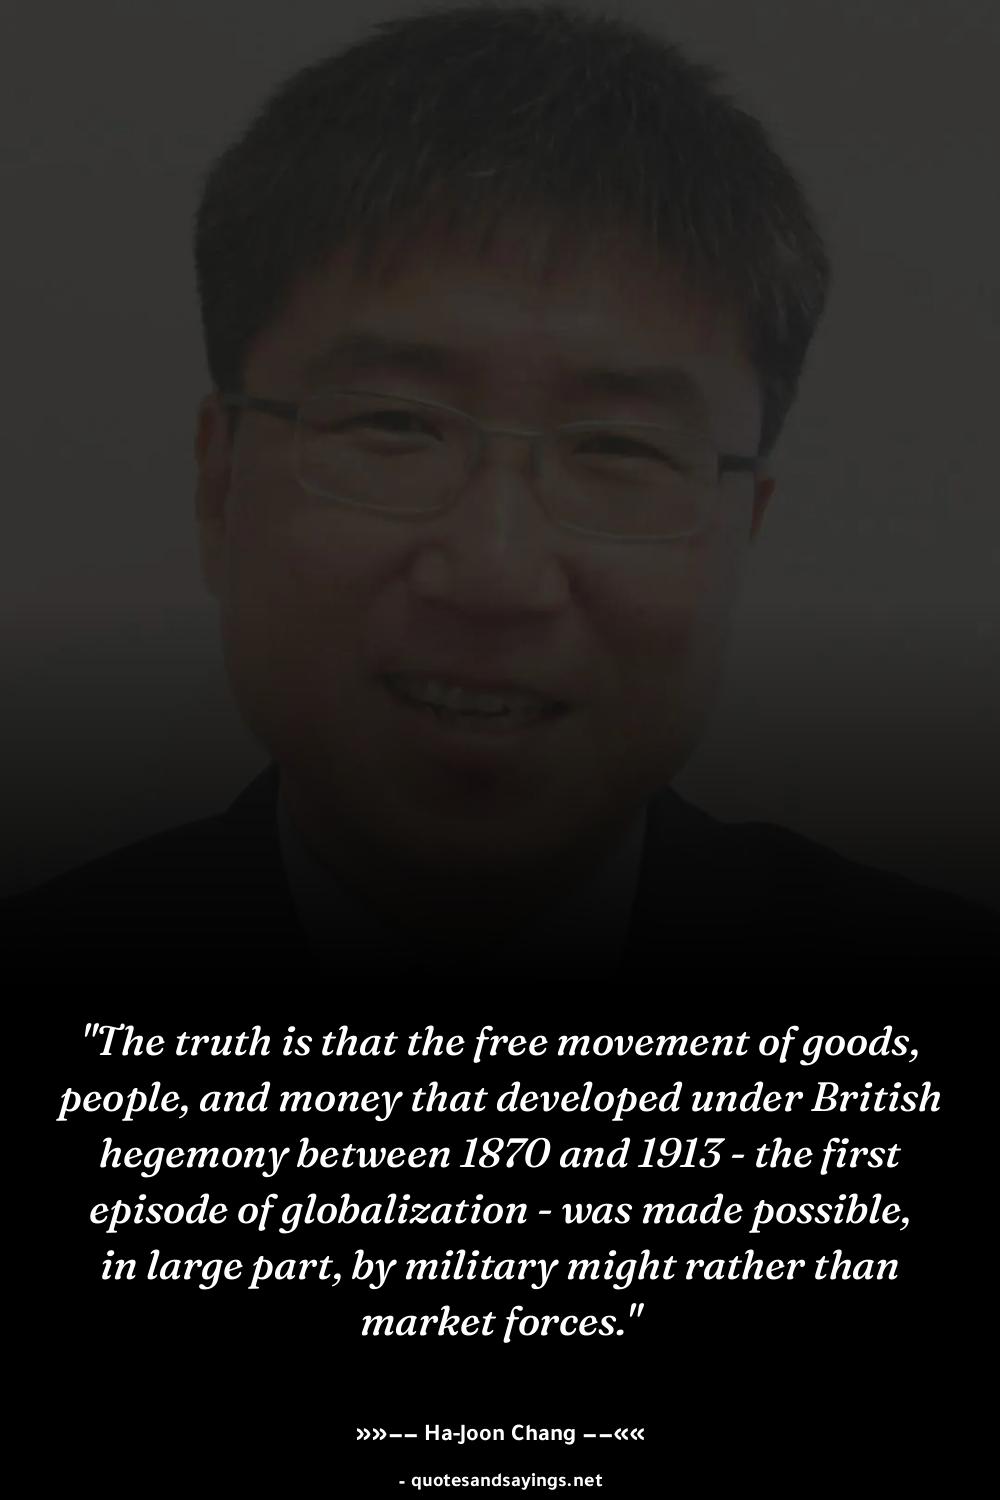 "The truth is that the free movement of goods,
people, and money that developed under British
hegemony between 1870 and 1913 - the first
episode of globalization - was made possible,
in large part, by military might rather than
market forces."
»»−− Ha-Joon Chang −−««
- quotesandsayings.net